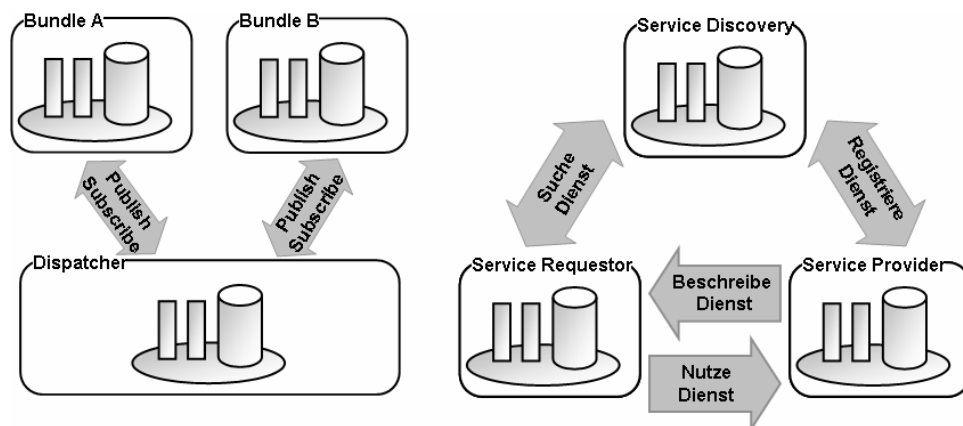 Bundle A
Bundle B
Publish
Subscribe
Publish
Subscribe
Dispatcher
Service Discovery
Suche
Dienst
Registriere
Dienst
Service Requestor
Service Provider
Beschreibe
Dienst
Nutze
Dienst